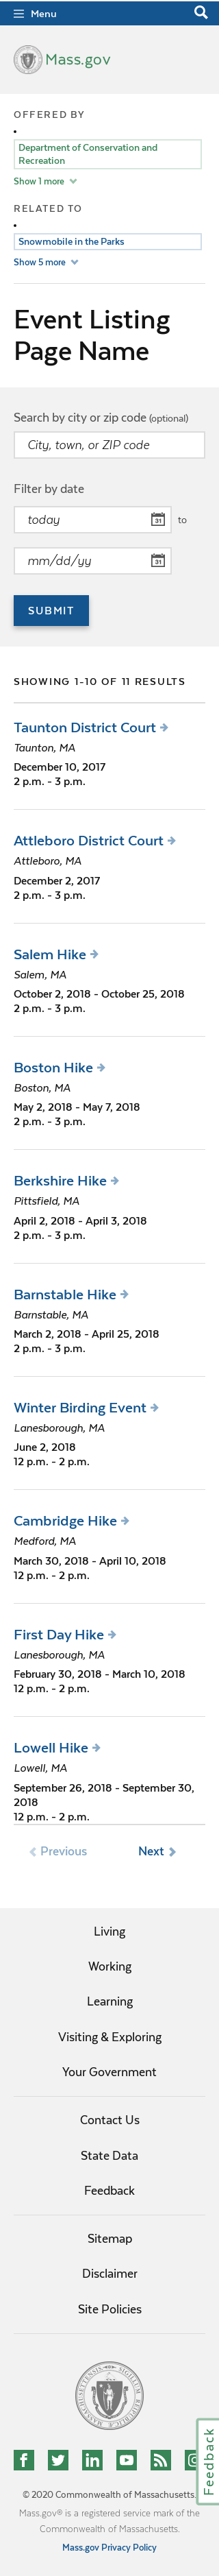 Menu
Mass.gov
OFFERED BY
Department of Conservation and
Recreation
Show 1 more
RELATED TO
Snowmobile in the Parks
Show 5 more
Event Listing
Page Name
Search by city or zip code (optional)
City, town, or ZIP code
Filter by date
today
31
to
mm/dd/yy
31
SUBMIT
SHOWING 1-10 OF 11 RESULTS
Taunton District Court
Taunton, MA
December 10, 2017
2 p.m. - 3 p.m.
Attleboro District Court
Attleboro, MA
December 2, 2017
2 p.m. - 3 p.m.
Salem Hike
Salem, MA
October 2, 2018 - October 25, 2018
2 p.m. - 3 p.m.
Boston Hike
Boston, MA
May 2, 2018 - May 7, 2018
2 p.m. - 3 p.m.
Berkshire Hike
Pittsfield, MA
April 2, 2018 - April 3, 2018
2 p.m. - 3 p.m.
Barnstable Hike
Barnstable, MA
March 2, 2018 - April 25, 2018
2 p.m. - 3 p.m.
Winter Birding Event
Lanesborough, MA
June 2, 2018
12 p.m. - 2 p.m.
Cambridge Hike
Medford, MA
March 30, 2018 - April 10, 2018
12 p.m. - 2 p.m.
First Day Hike
Lanesborough, MA
February 30, 2018 - March 10, 2018
12 p.m. - 2 p.m.
Lowell Hike
Lowell, MA
September 26, 2018 - September 30,
2018
12 p.m. - 2 p.m.
Previous
Next
Living
Working
Learning
Visiting & Exploring
Your Government
Contact Us
State Data
Feedback
Sitemap
Disclaimer
Site Policies
Feedback
© 2020 Commonwealth of Massachusetts.
Mass.gov® is a registered service mark of the
Commonwealth of Massachusetts.
Mass.gov Privacy Policy